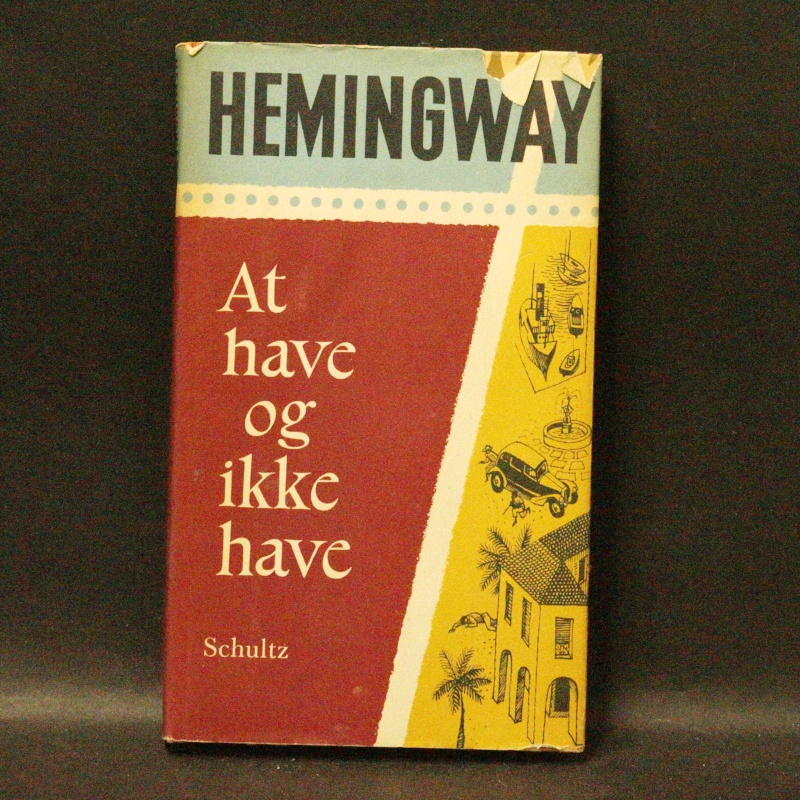 HEMINGWAY
At
have
og
ikke
have
Schultz